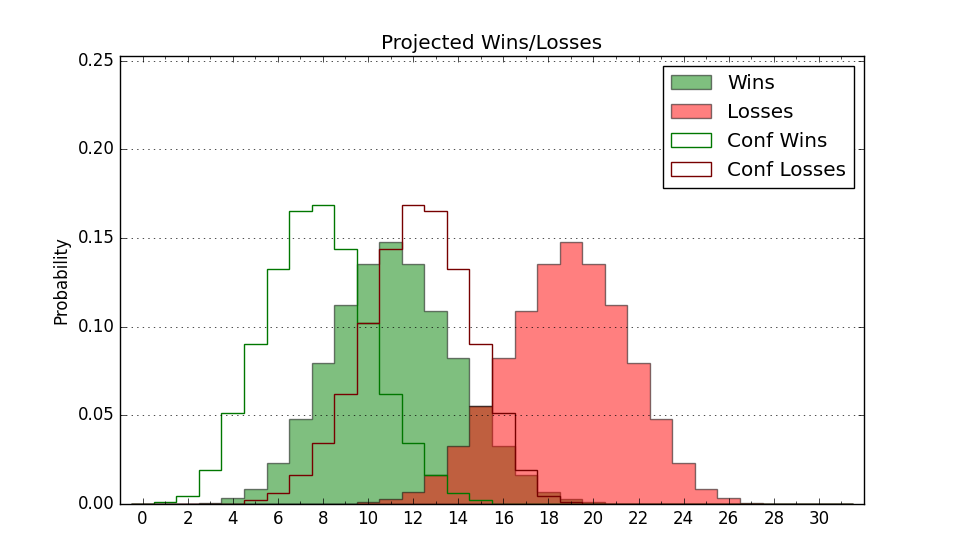 Projected Wins/Losses
0.25
0.20
0.15
0.10
0.05
0.00
Probability
Wins
Losses
Conf Wins
Conf Losses
0 2 4 6 8 10 12 14 16 18 20 22 24 26 28 30